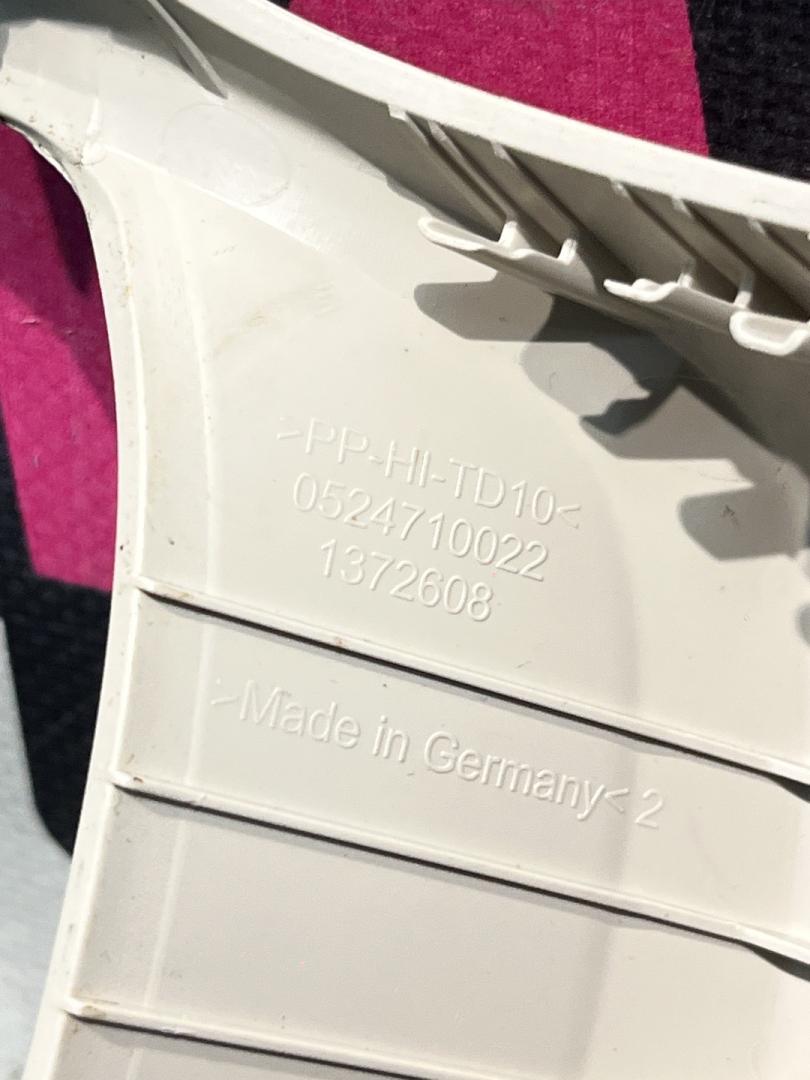 >PP-HI-TD10<
0524710022
1372608
>Made in Germany< 2